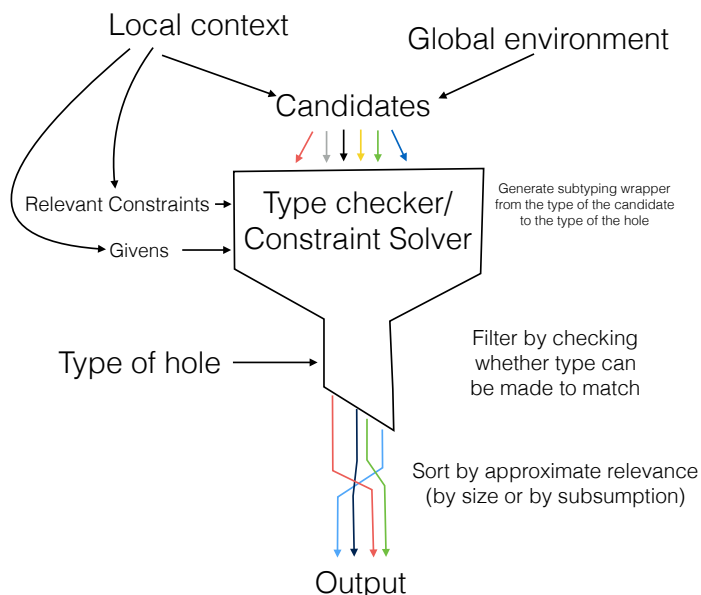 Local context
Global environment
Candidates
Relevant Constraints
Type checker/
Constraint Solver
Generate subtyping wrapper
from the type of the candidate
to the type of the hole
Givens
Type of hole
Filter by checking
whether type can
be made to match
Sort by approximate relevance
(by size or by subsumption)
Output